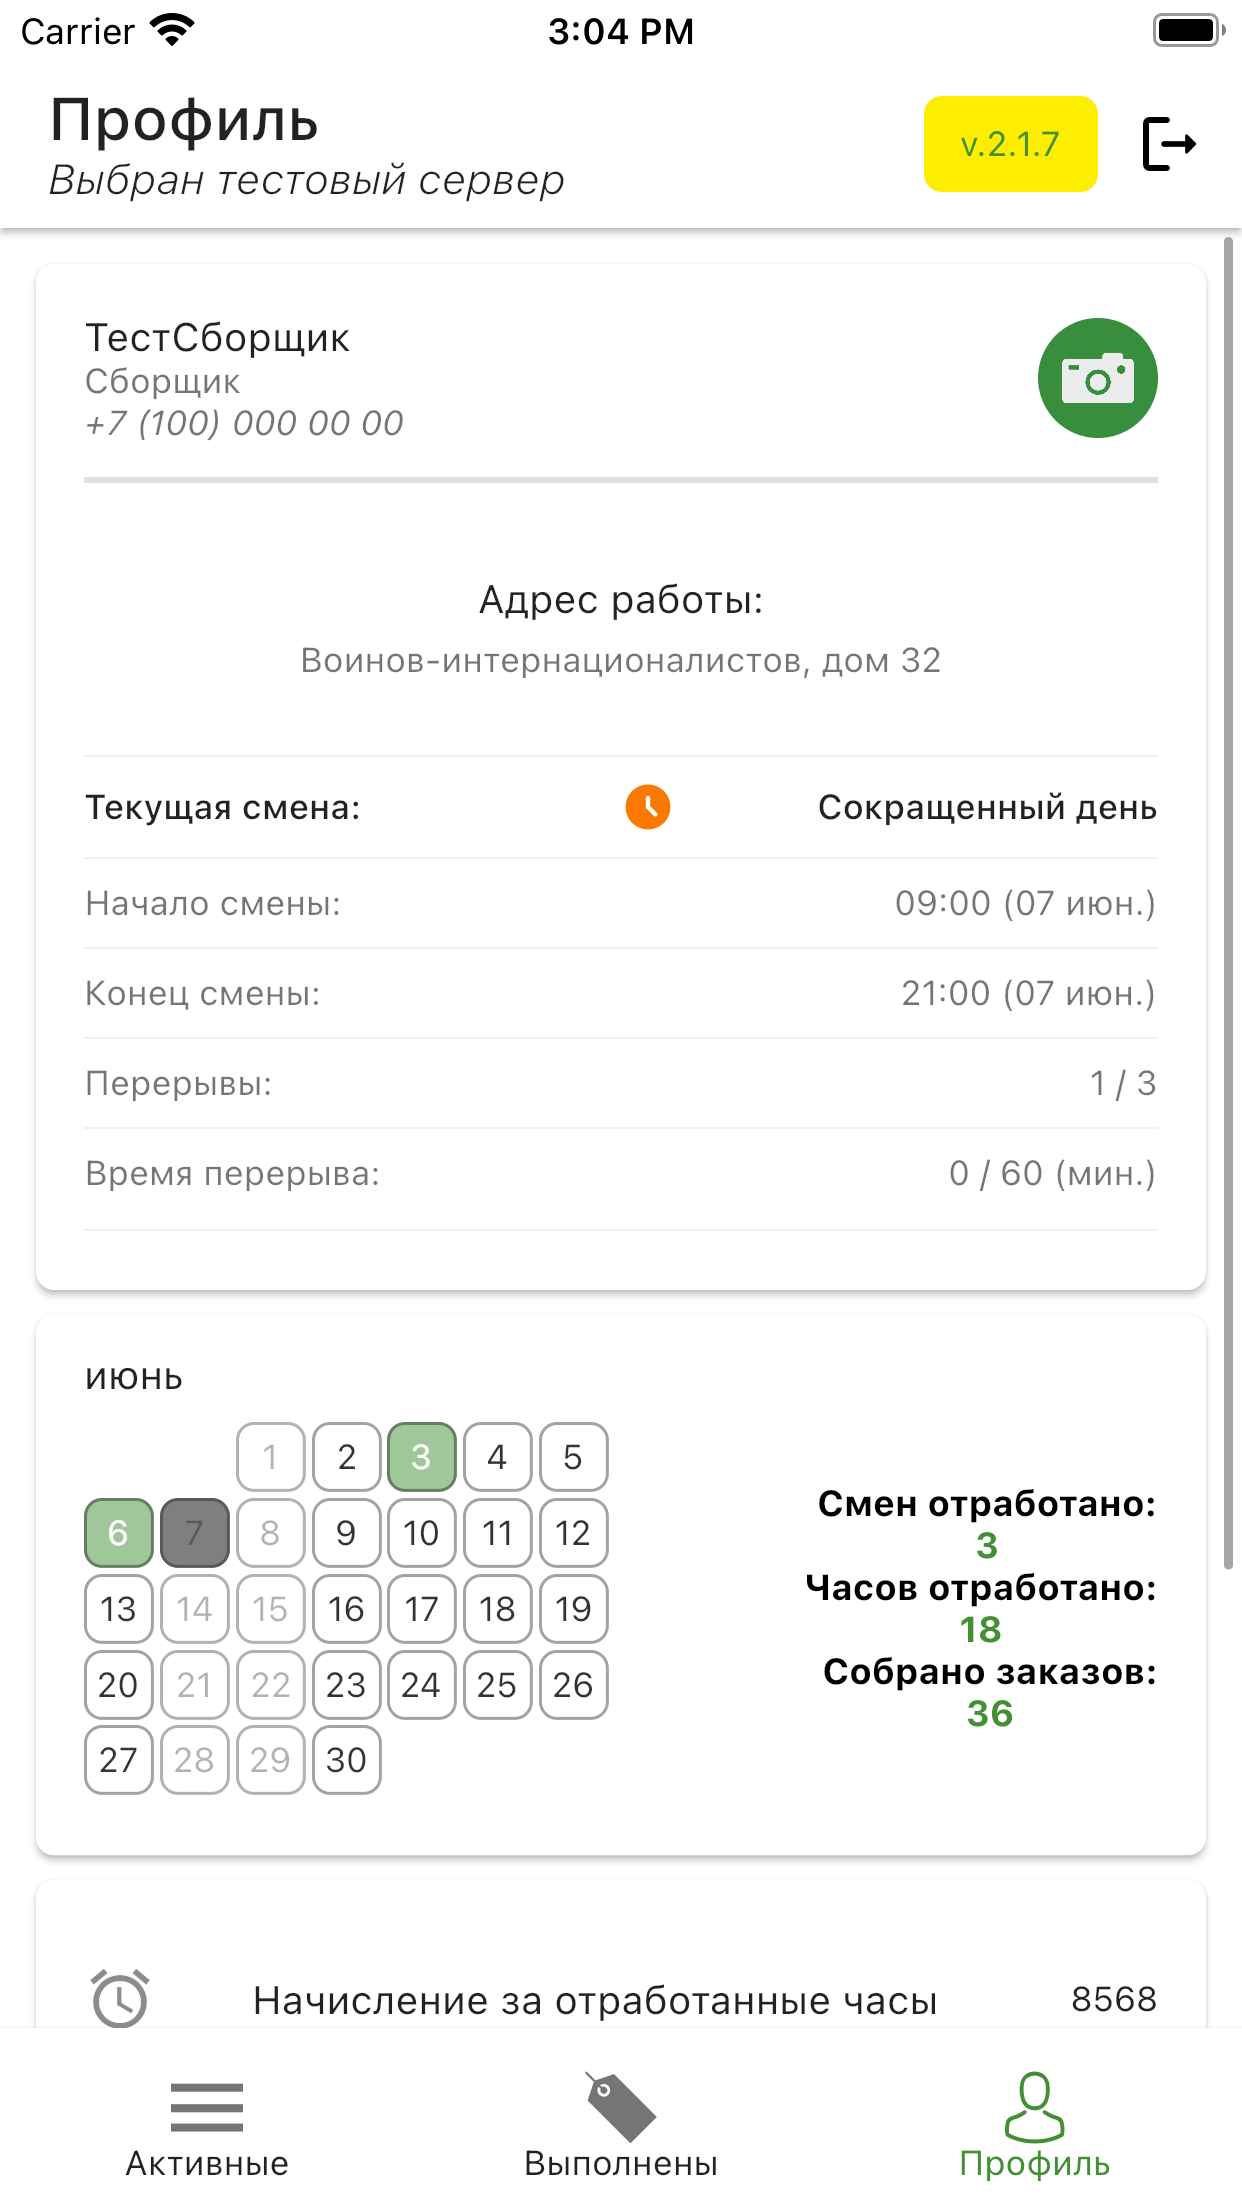 Carrier 3:04 PM
Профиль
Выбран тестовый сервер
v.2.1.7
ТестСборщик
Сборщик
+7 (100) 000 00 00
Адрес работы:
Воинов-интернационалистов, дом 32
Текущая смена: Сокращенный день
Начало смены: 09:00 (07 июн.)
Конец смены: 21:00 (07 июн.)
Перерывы: 1 / 3
Время перерыва: 0 / 60 (мин.)
июнь
1 2 3 4 5
6 7 8 9 10 11 12
13 14 15 16 17 18 19
20 21 22 23 24 25 26
27 28 29 30
Смен отработано:
3
Часов отработано:
18
Собрано заказов:
36
Начисление за отработанные часы 8568
Активные Выполнены Профиль